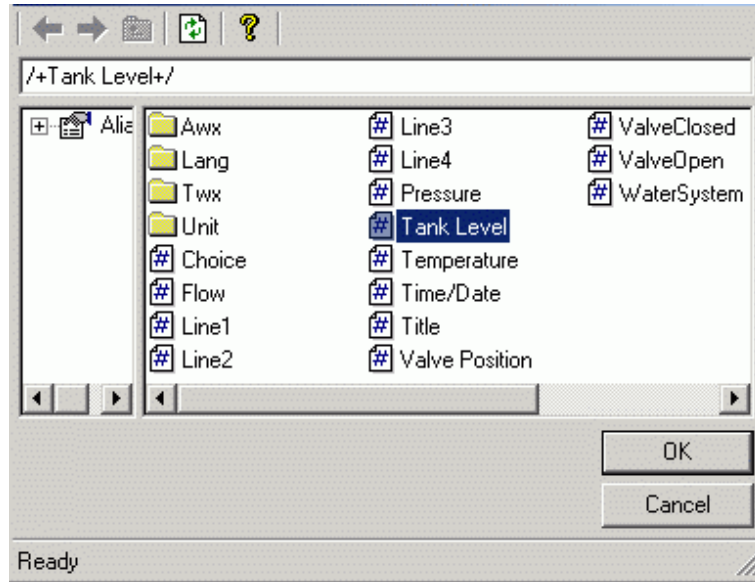 /+Tank Level+/
Alia
Awx
Lang
Twx
Unit
Choice
Flow
Line1
Line2
Line3
Line4
Pressure
Tank Level
Temperature
Time/Date
Title
Valve Position
ValveClosed
ValveOpen
WaterSystem
OK
Cancel
Ready